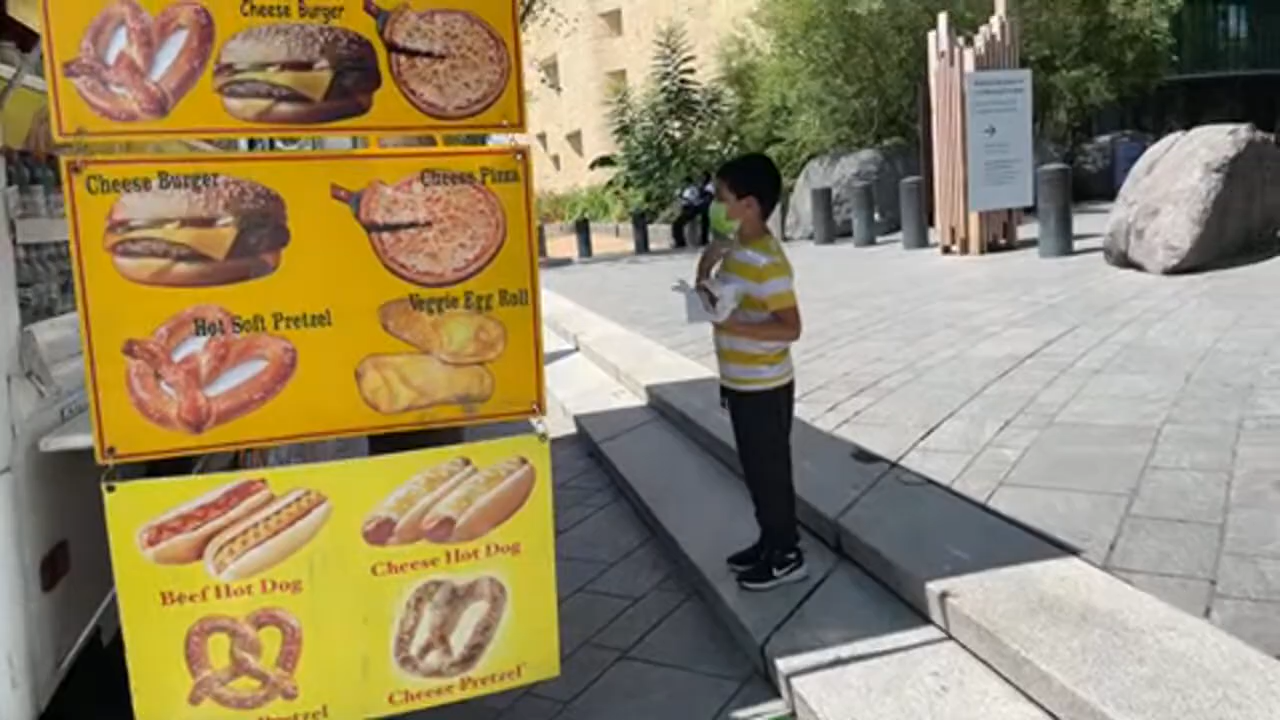 Cheese Burger
Cheese Burger
Cheese Pizza
Hot Soft Pretzel
Veggie Egg Roll
Beef Hot Dog
Cheese Hot Dog
Pretzel
Cheese Pretzel